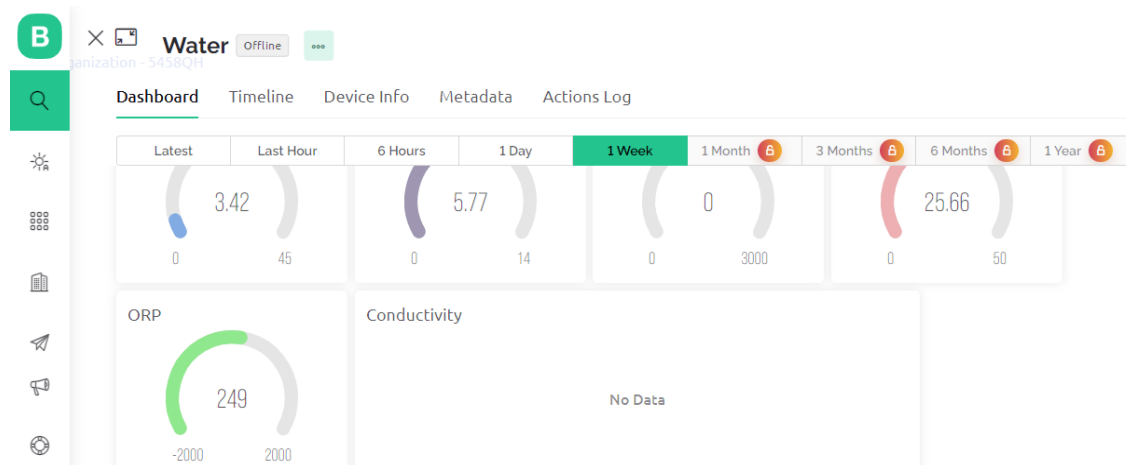 B
Water Offline
ganization - 5458QH
Dashboard Timeline Device Info Metadata Actions Log
Latest Last Hour 6 Hours 1 Day 1 Week 1 Month 3 Months 6 Months 1 Year
3.42 5.77 0 25.66
0 45 0 14 0 3000 0 50
ORP Conductivity
249 No Data
-2000 2000